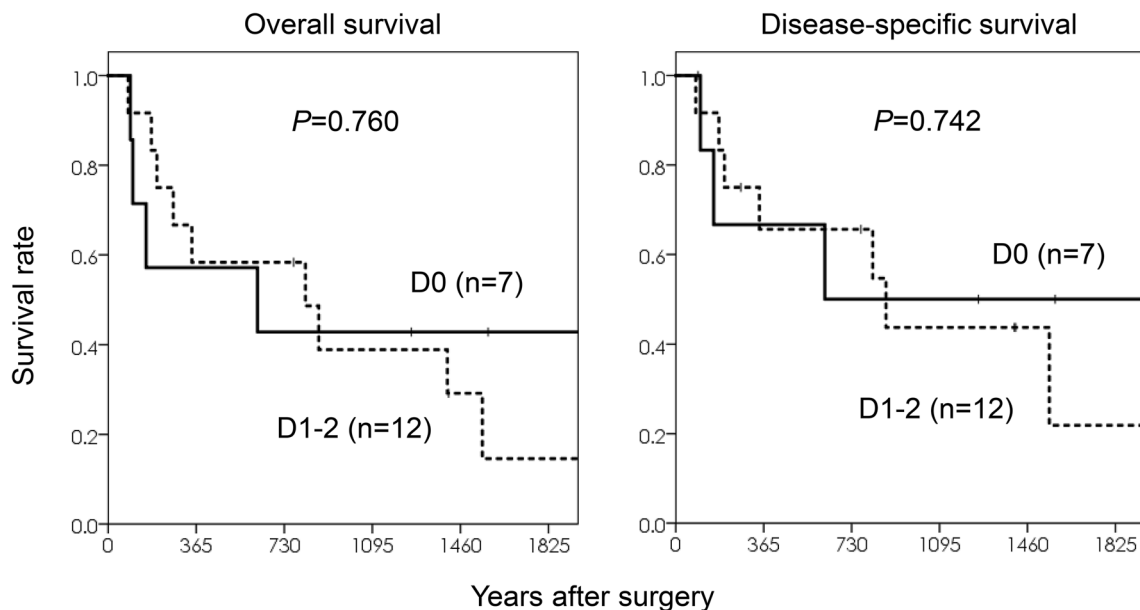 Overall survival
Disease-specific survival
Survival rate
1.0
0.8
0.6
0.4
0.2
0.0
P=0.760
D0 (n=7)
D1-2 (n=12)
0 365 730 1095 1460 1825
1.0
0.8
0.6
0.4
0.2
0.0
P=0.742
D0 (n=7)
D1-2 (n=12)
0 365 730 1095 1460 1825
Years after surgery